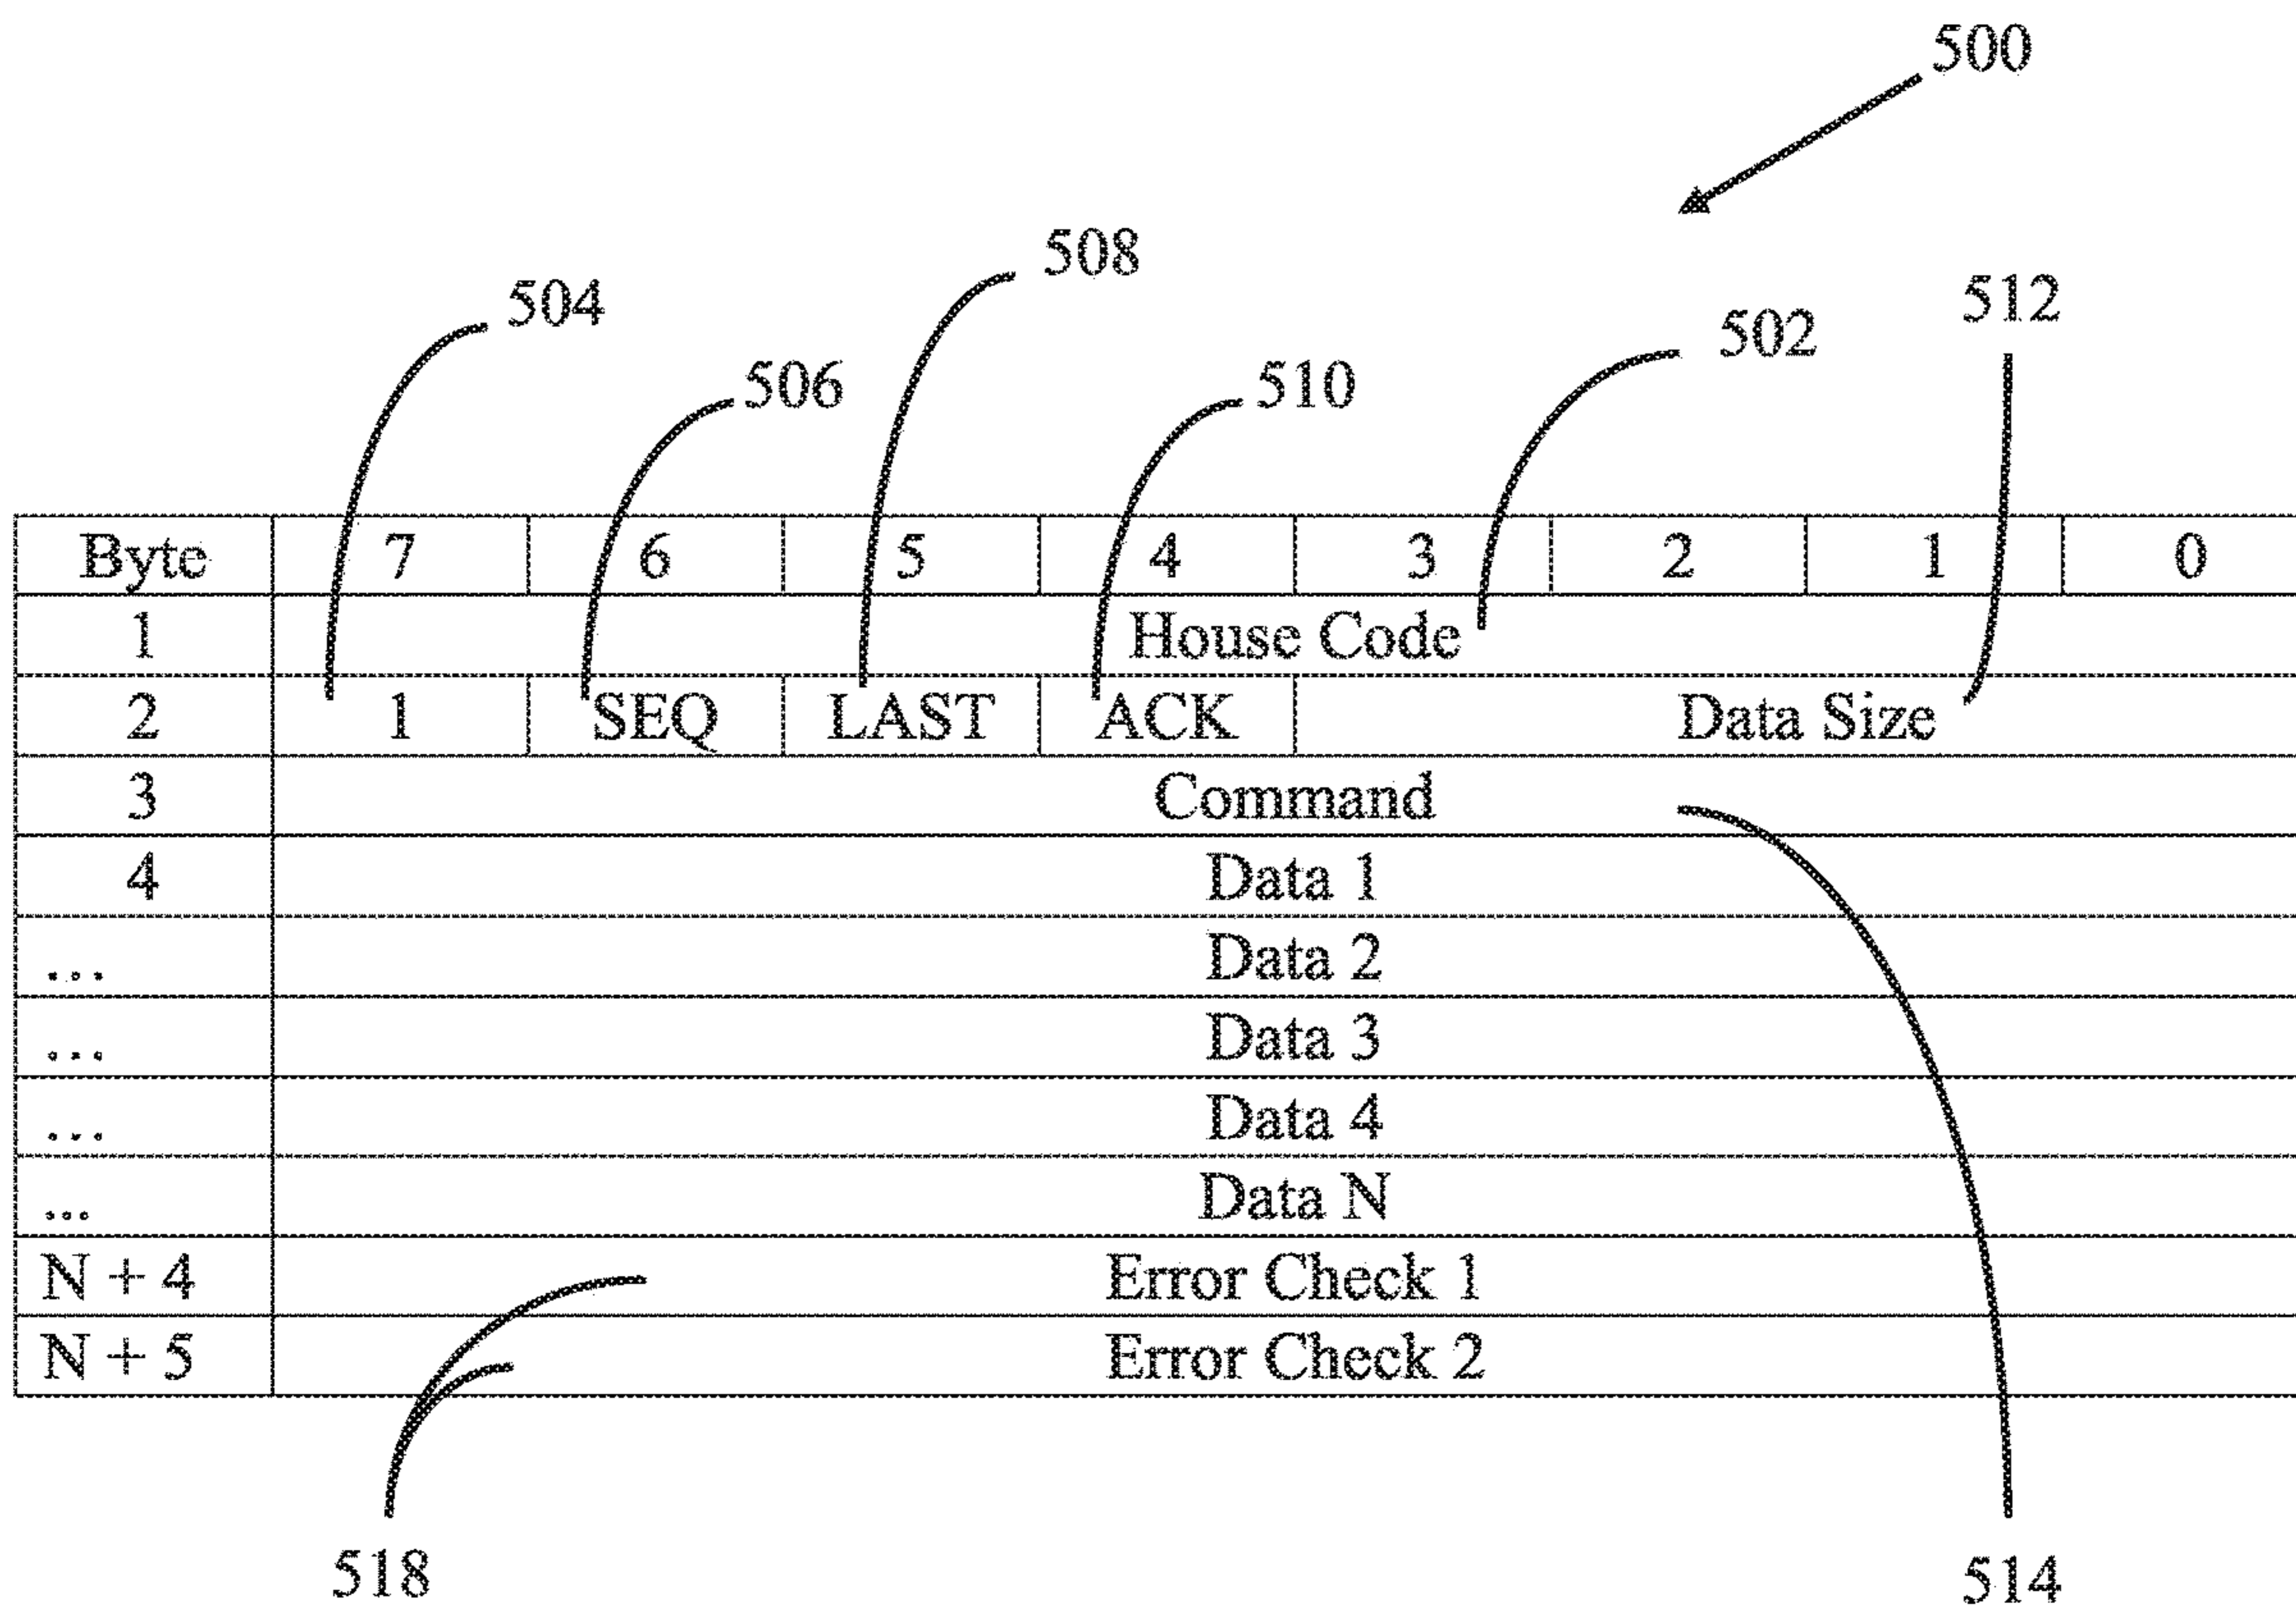 500
508
504
512
502
506
510
Byte 7 6 5 4 3 2 1 0
1 House Code
2 1 SEQ LAST ACK Data Size
3 Command
4 Data 1
... Data 2
... Data 3
... Data 4
... Data N
N + 4 Error Check 1
N + 5 Error Check 2
518
514